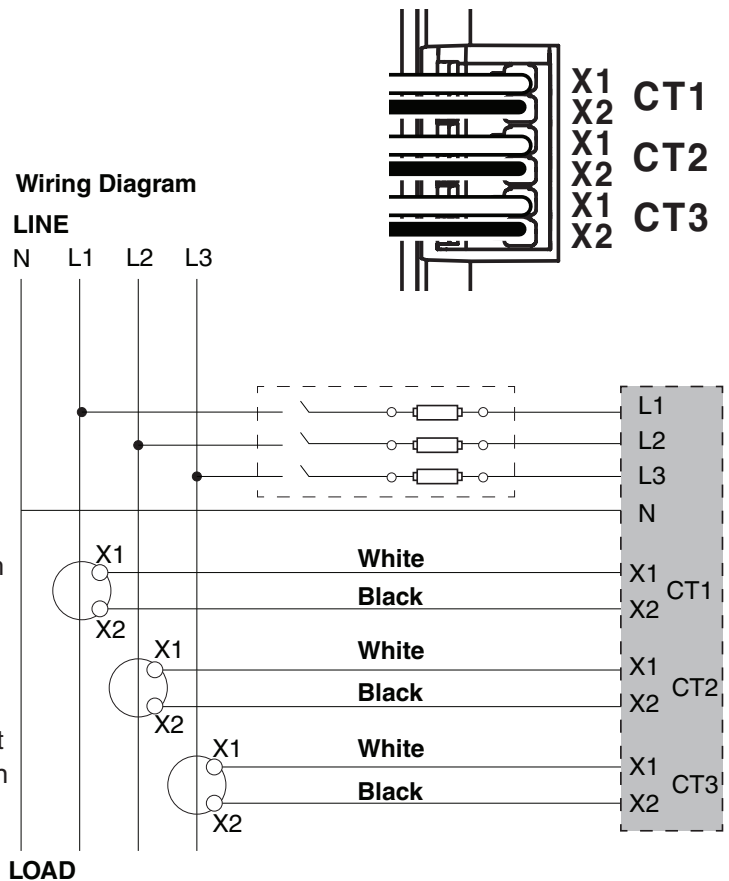 X1
X2
CT1
X1
X2
CT2
X1
X2
CT3
Wiring Diagram
LINE
N L1 L2 L3
L1
L2
L3
N
X1
X2
White
Black
X1
X2
CT1
X1
X2
White
Black
X1
X2
CT2
X1
X2
White
Black
X1
X2
CT3
LOAD